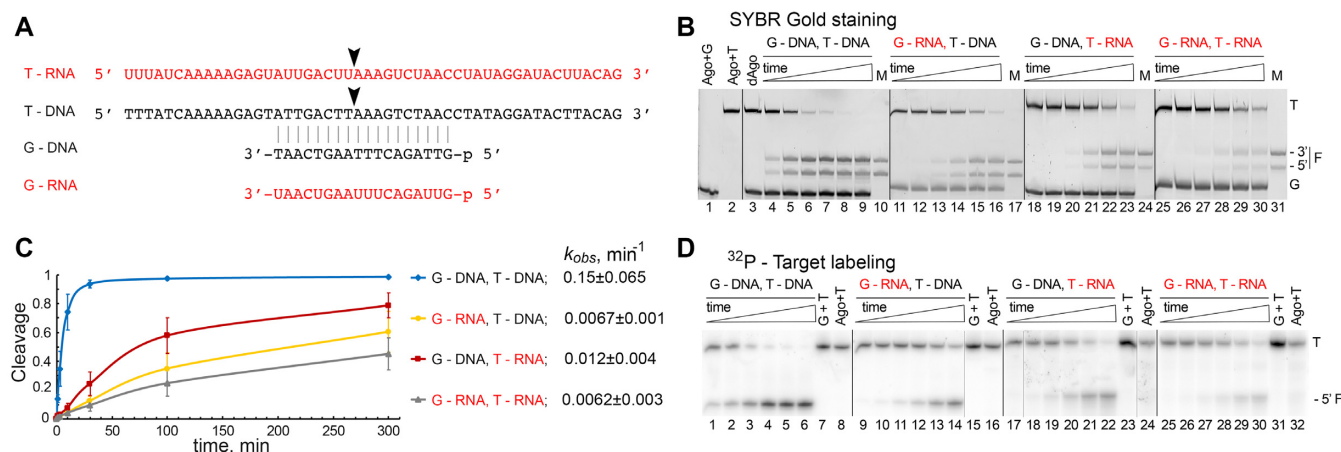 A
T - RNA 5′ UUUAUCAAAAAGAGUAUUGACUUAAAGUCUAACCUAUAGGAUACUUACAG 3′
T - DNA 5′ TTTATCAAAAAGAGTATTGACTTAAAGTCTAACCTATAGGATACTTACAG 3′
G - DNA 3′-TAACTGAATTTCAGATTG-p 5′
G - RNA 3′-UAACUGAAUUUCAGAUUG-p 5′
B
SYBR Gold staining
Ago+G Ago+T dAgo G - DNA, T - DNA G - RNA, T - DNA G - DNA, T - RNA G - RNA, T - RNA
time M time M time M time M
T
- 3′
- 5′
F
G
1 2 3 4 5 6 7 8 9 10 11 12 13 14 15 16 17 18 19 20 21 22 23 24 25 26 27 28 29 30 31
C
kobs, min-1
G - DNA, T - DNA; 0.15±0.065
G - RNA, T - DNA; 0.0067±0.001
G - DNA, T - RNA; 0.012±0.004
G - RNA, T - RNA; 0.0062±0.003
Cleavage
1
0.8
0.6
0.4
0.2
0
0 50 100 150 200 250 300
time, min
D
32P - Target labeling
G - DNA, T - DNA G + T Ago+T G - RNA, T - DNA G + T Ago+T G - DNA, T - RNA G + T Ago+T G - RNA, T - RNA G + T Ago+T
time time time time
T
- 5′ F
1 2 3 4 5 6 7 8 9 10 11 12 13 14 15 16 17 18 19 20 21 22 23 24 25 26 27 28 29 30 31 32